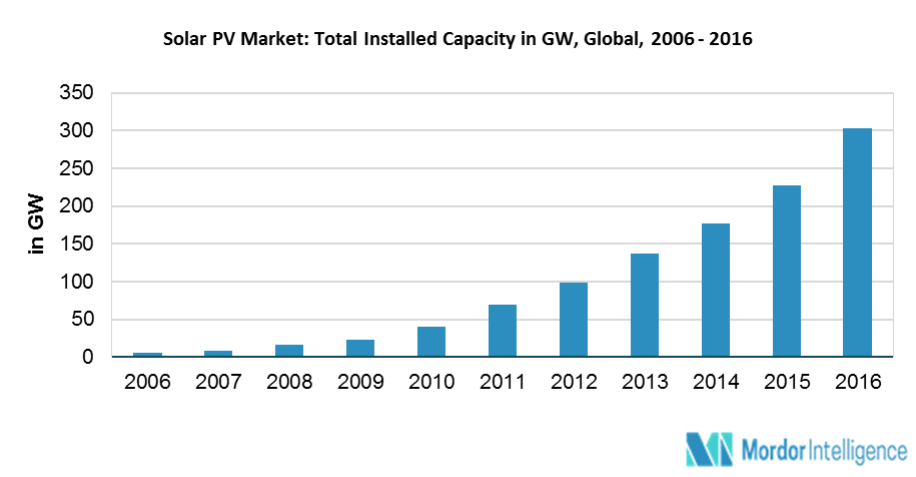 Solar PV Market: Total Installed Capacity in GW, Global, 2006 - 2016
350
300
250
200
150
100
50
0
in GW
2006 2007 2008 2009 2010 2011 2012 2013 2014 2015 2016
Mordor Intelligence